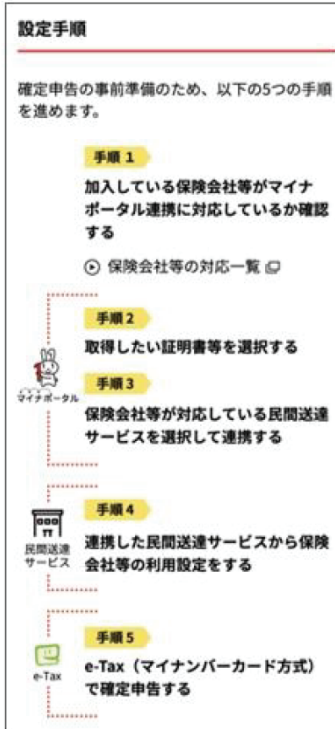 設定手順
確定申告の事前準備のため、以下の5つの手順
を進めます。
手順 1
加入している保険会社等がマイナ
ポータル連携に対応しているか確認
する
保険会社等の対応一覧
手順 2
取得したい証明書等を選択する
マイナポータル
手順 3
保険会社等が対応している民間送達
サービスを選択して連携する
手順 4
連携した民間送達サービスから保険
会社等の利用設定をする
民間送達
サービス
手順 5
e-Tax(マイナンバーカード方式)
で確定申告する
e-Tax